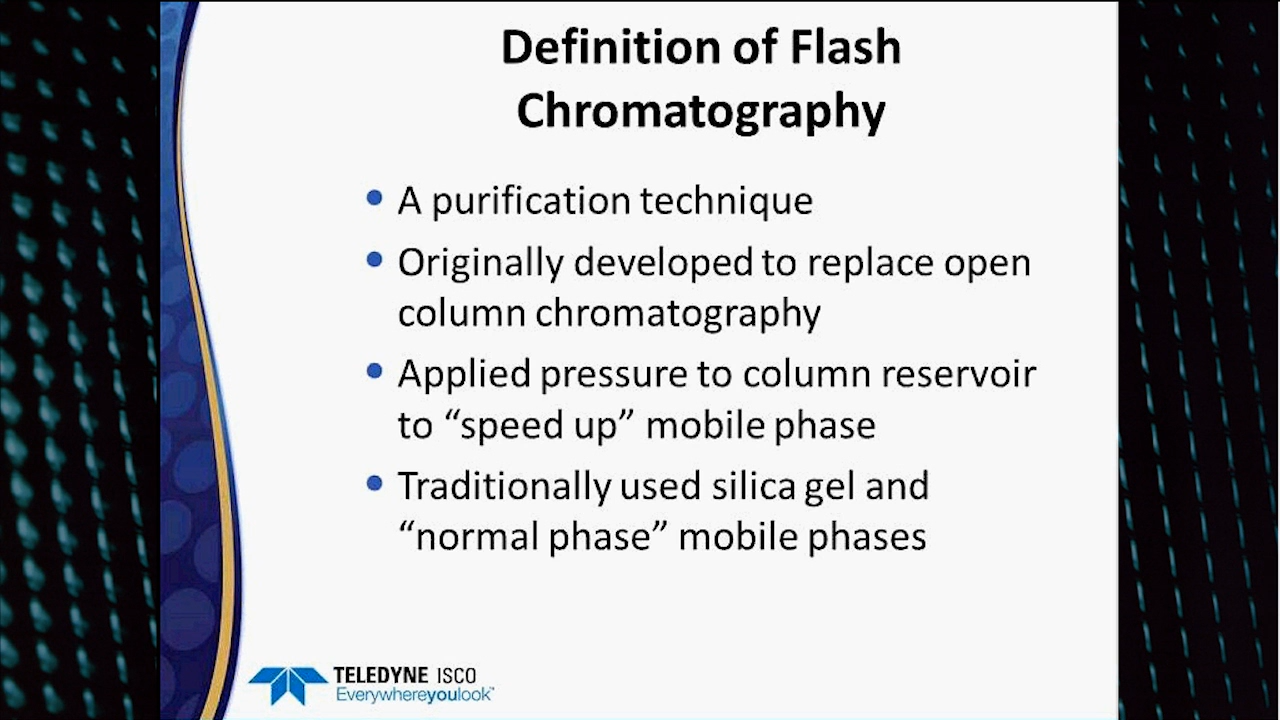 Definition of Flash
Chromatography
• A purification technique
• Originally developed to replace open
column chromatography
• Applied pressure to column reservoir
to “speed up” mobile phase
• Traditionally used silica gel and
“normal phase” mobile phases
TELEDYNE ISCO
Everywhereyoulook™